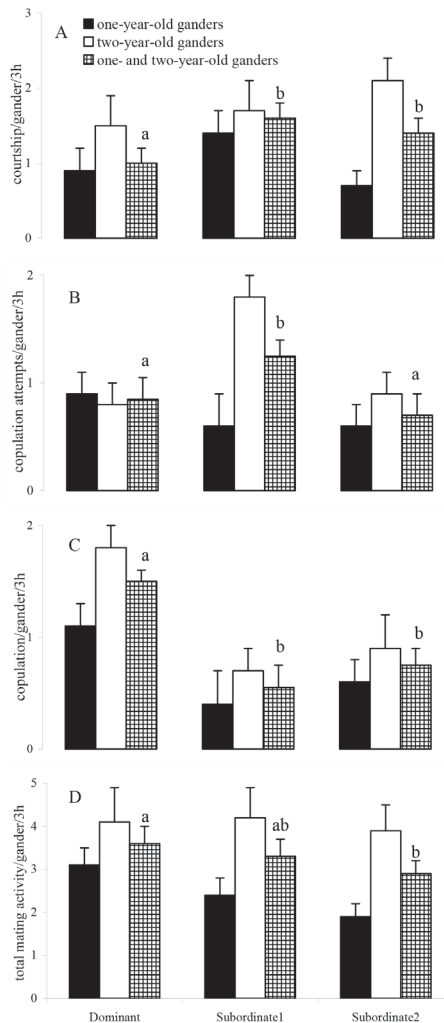 A
one-year-old ganders
two-year-old ganders
one- and two-year-old ganders
courtship/gander/3h
3
2
1
0
a
b
b
B
copulation attempts/gander/3h
2
1
0
a
b
a
C
copulation/gander/3h
2
1
0
a
b
b
D
total mating activity/gander/3h
5
4
3
2
1
0
a
ab
b
Dominant Subordinate1 Subordinate2